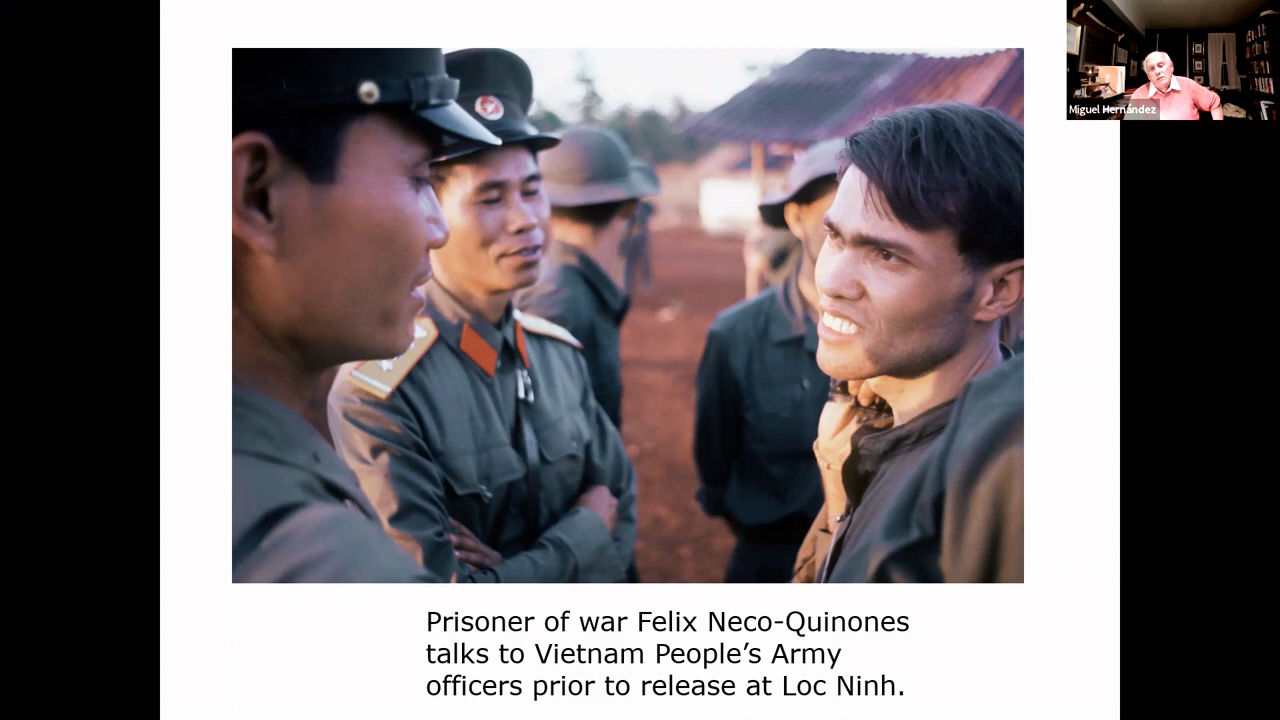 Miguel Hernández
Prisoner of war Felix Neco-Quinones
talks to Vietnam People’s Army
officers prior to release at Loc Ninh.